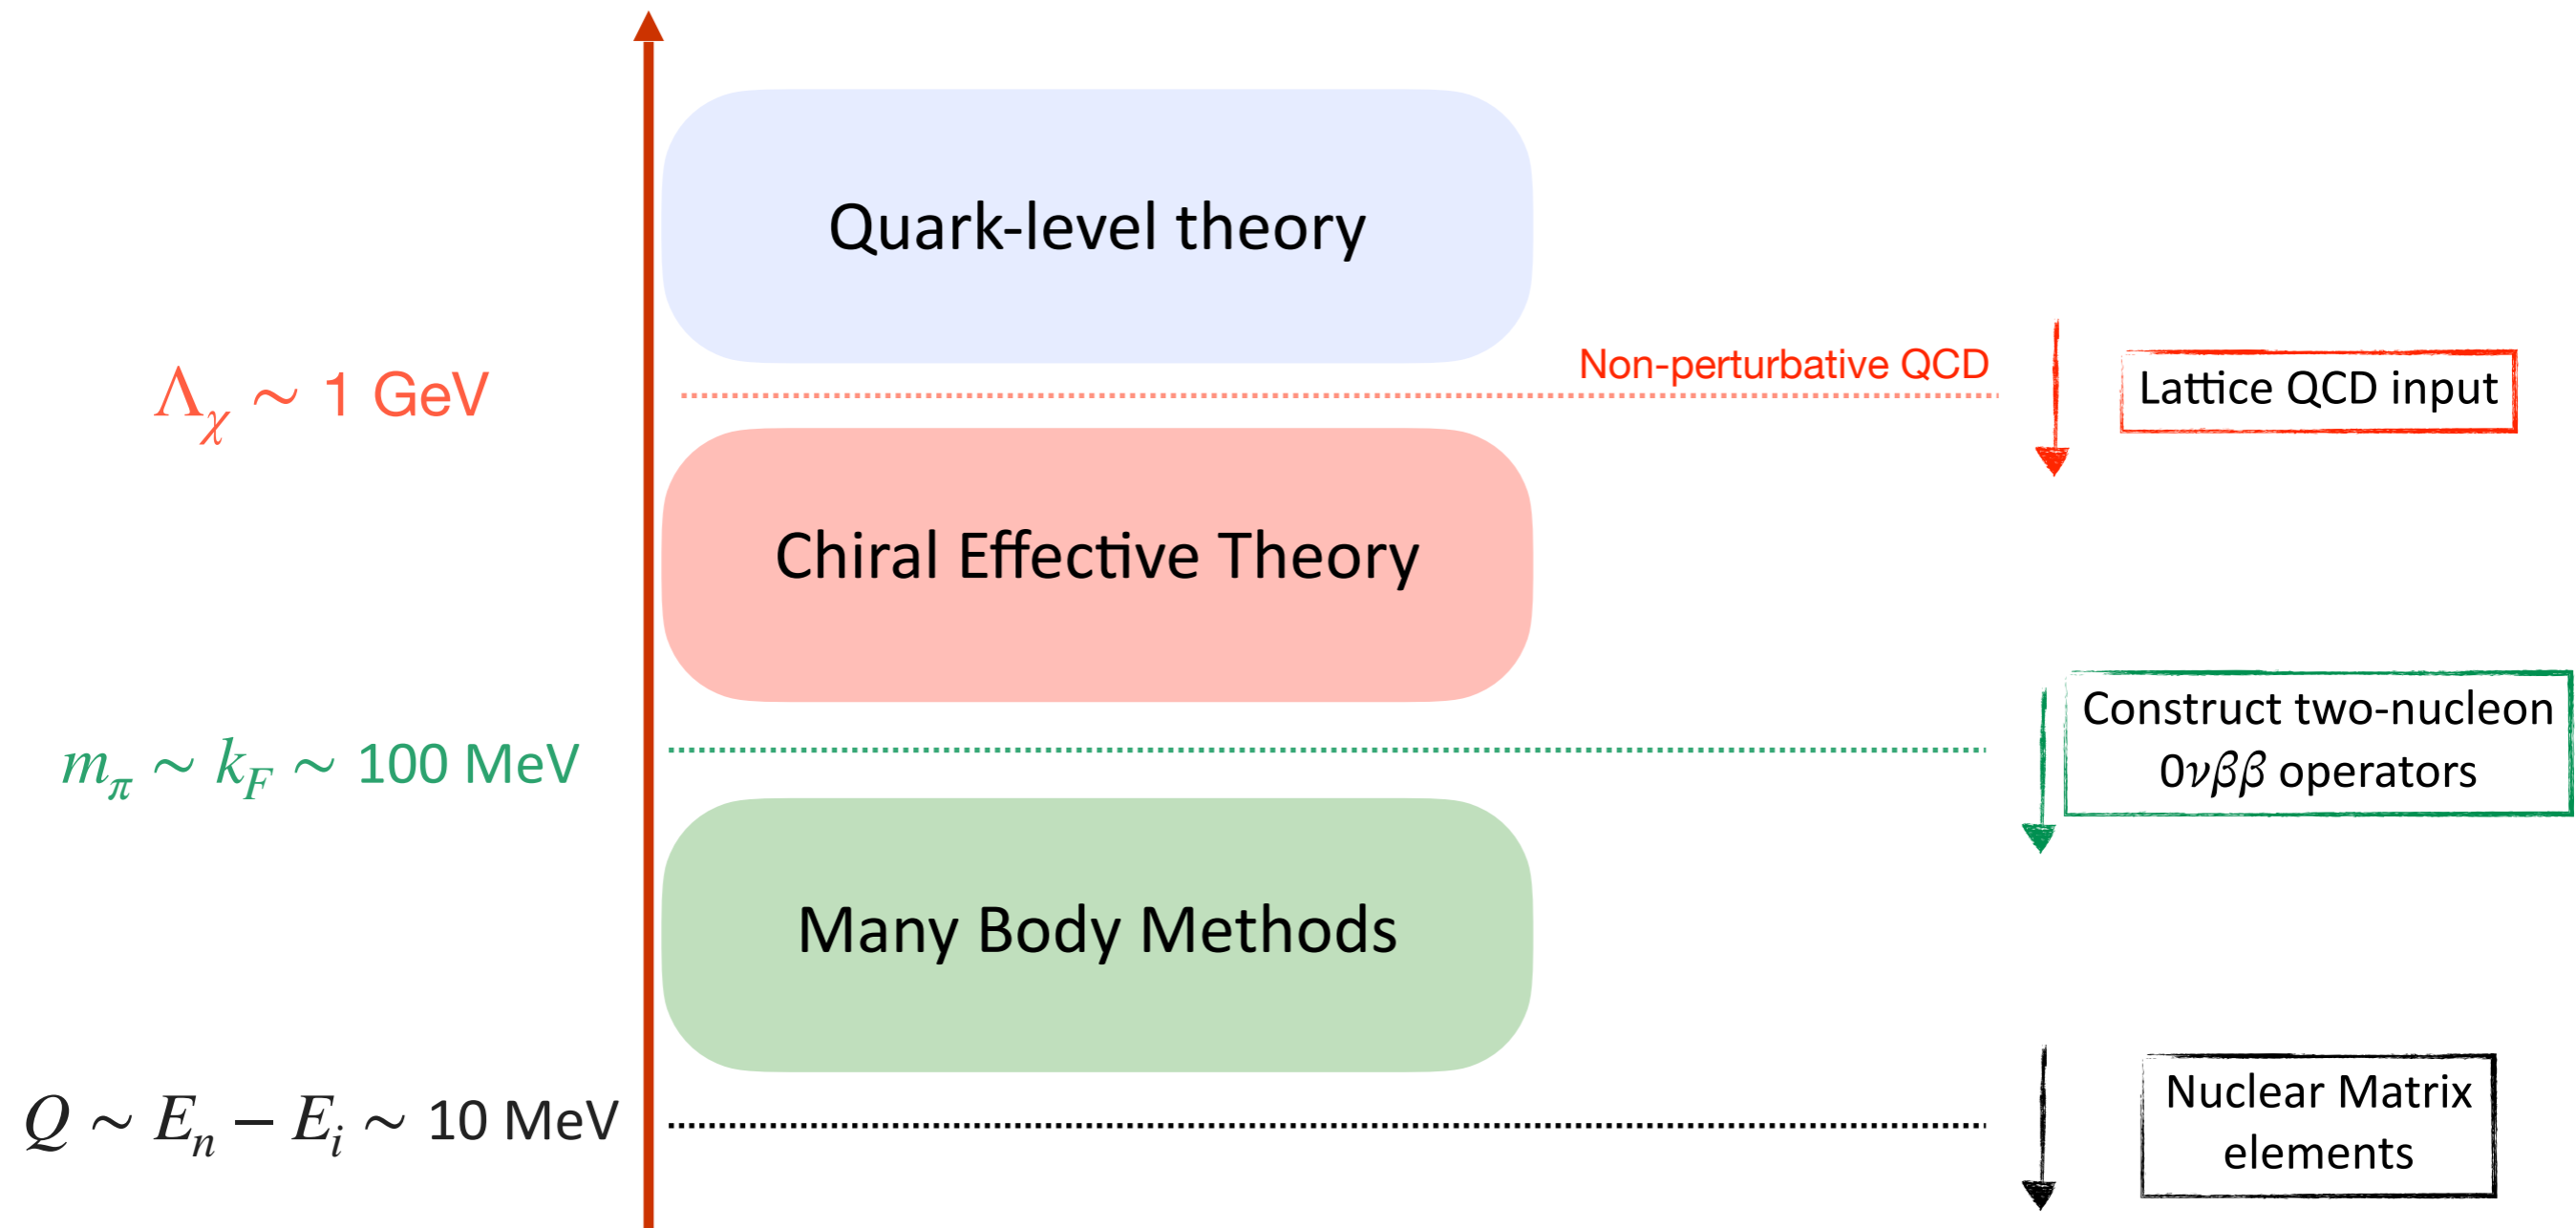 Quark-level theory
Non-perturbative QCD
Λχ ∼ 1 GeV
Lattice QCD input
Chiral Effective Theory
Construct two-nucleon
0νββ operators
mπ ∼ kF ∼ 100 MeV
Many Body Methods
Nuclear Matrix
elements
Q ∼ En − Ei ∼ 10 MeV